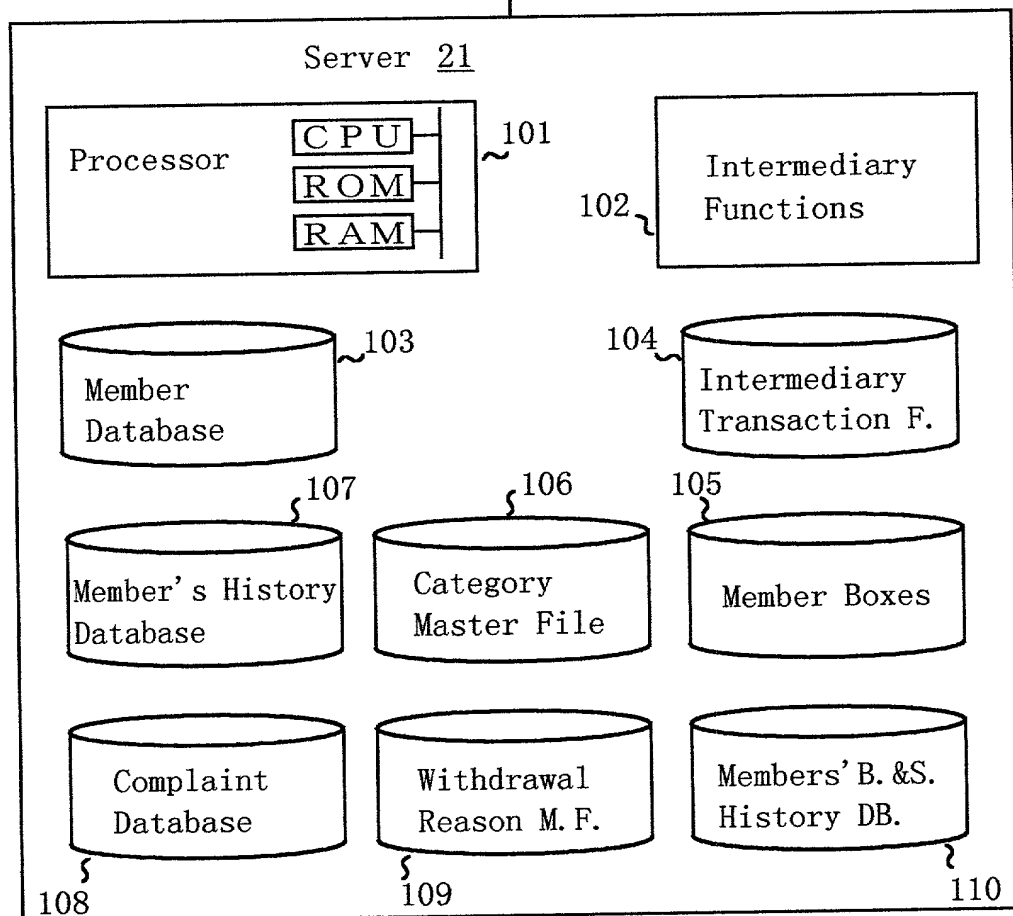 Server 21
Processor
CPU
ROM
RAM
101
102
Intermediary
Functions
103
Member
Database
104
Intermediary
Transaction F.
107
Member's History
Database
106
Category
Master File
105
Member Boxes
Complaint
Database
108
Withdrawal
Reason M.F.
109
Members' B.&S.
History DB.
110